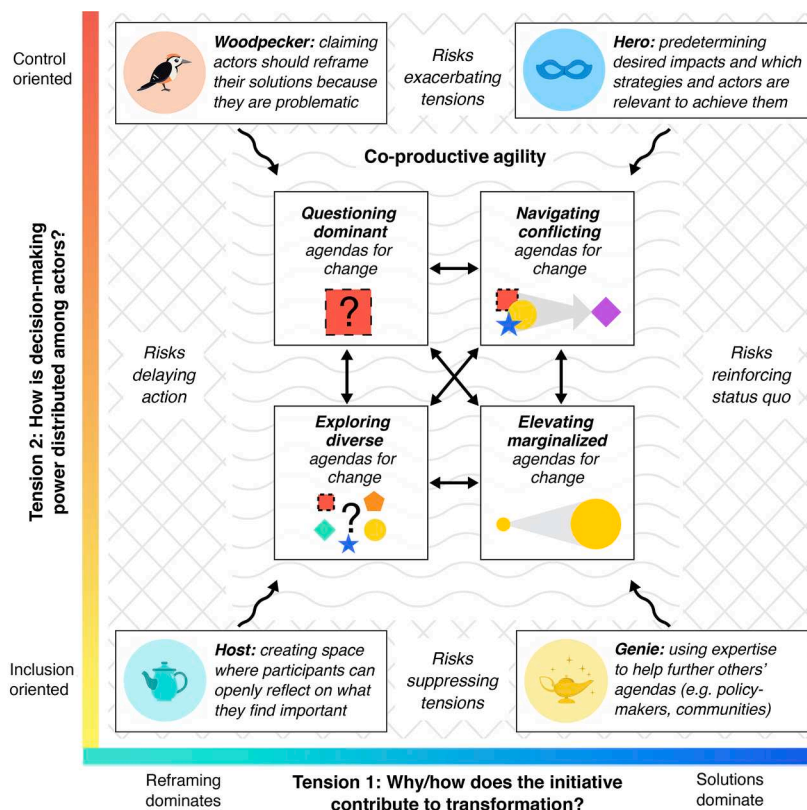 Control
oriented
Woodpecker: claiming
actors should reframe
their solutions because
they are problematic
Risks
exacerbating
tensions
Hero: predetermining
desired impacts and which
strategies and actors are
relevant to achieve them
Co-productive agility
Questioning
dominant
agendas for
change
?
Navigating
conflicting
agendas for
change
Tension 2: How is decision-making
power distributed among actors?
Risks
delaying
action
Risks
reinforcing
status quo
Exploring
diverse
agendas for
change
?
Elevating
marginalized
agendas for
change
Inclusion
oriented
Host: creating space
where participants can
openly reflect on what
they find important
Risks
suppressing
tensions
Genie: using expertise
to help further others’
agendas (e.g. policy-
makers, communities)
Reframing
dominates
Tension 1: Why/how does the initiative
contribute to transformation?
Solutions
dominate